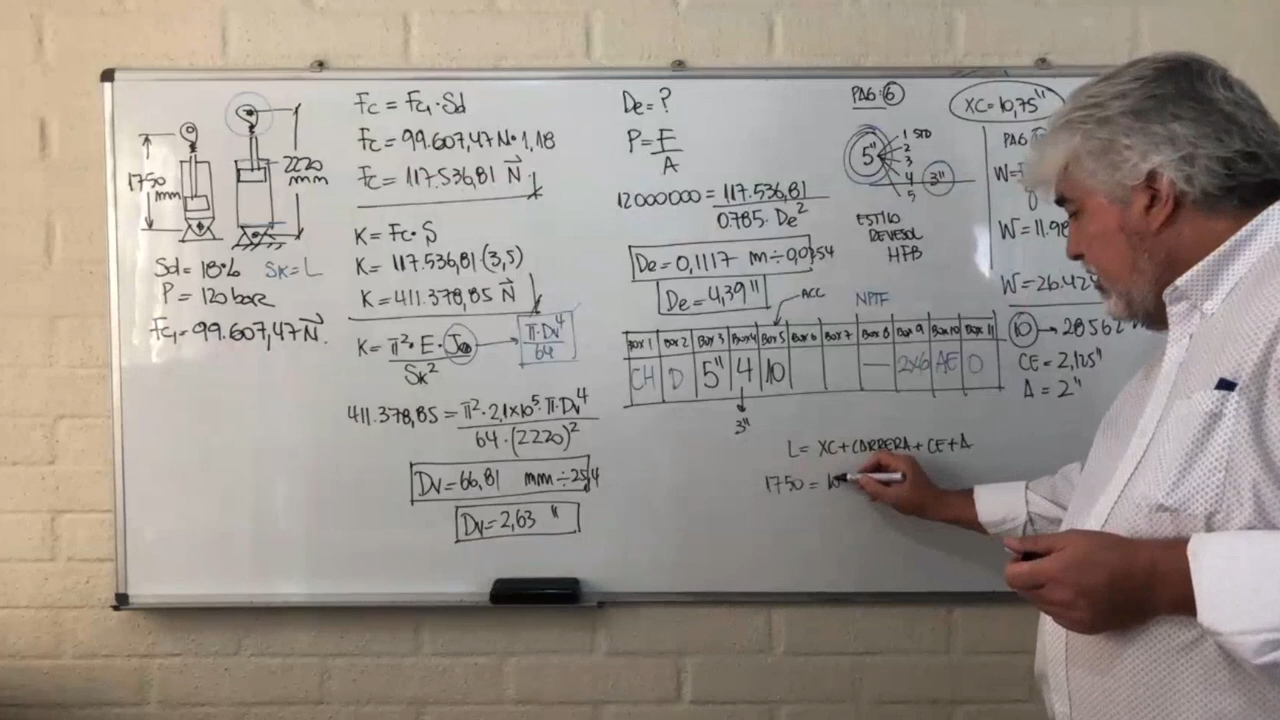 1750
mm
2220
mm
Sd = 18% SK = L
P = 120 bar
Fc₁ = 99.607,47 N.
Fc = Fc₁ · Sd
Fc = 99.607,47 N · 1,18
Fc = 117.536,81 N
K = Fc · S
K = 117.536,81 · (3,5)
K = 411.378,85 N
K = π² · E · J
SK²
π · Dv⁴
64
411.378,85 = π² · 2,1x10⁵ · π · Dv⁴
64 · (2220)²
Dv = 66,81 mm ÷ 25,4
Dv = 2,63 "
De = ?
P = F
A
12000000 = 117.536,81
0.785 · De²
De = 0,1117 m ÷ 0,0254
De = 4,39 "
ACC NPTF
BOX 1 BOX 2 BOX 3 BOX 4 BOX 5 BOX 6 BOX 7 BOX 8 BOX 9 BOX 10 BOX 11
CH D 5" 4 10 — 2x6 AE 0
3"
L = XC + CARRERA + CE + A
1750 = 10
PAG: 6
5"
1 STD
2
3
4 3"
5
ESTILO
HFB
XC = 10,75"
PAG
W =
W = 11.98
W = 26.424
10 → 28562
CE = 2,125"
A = 2"